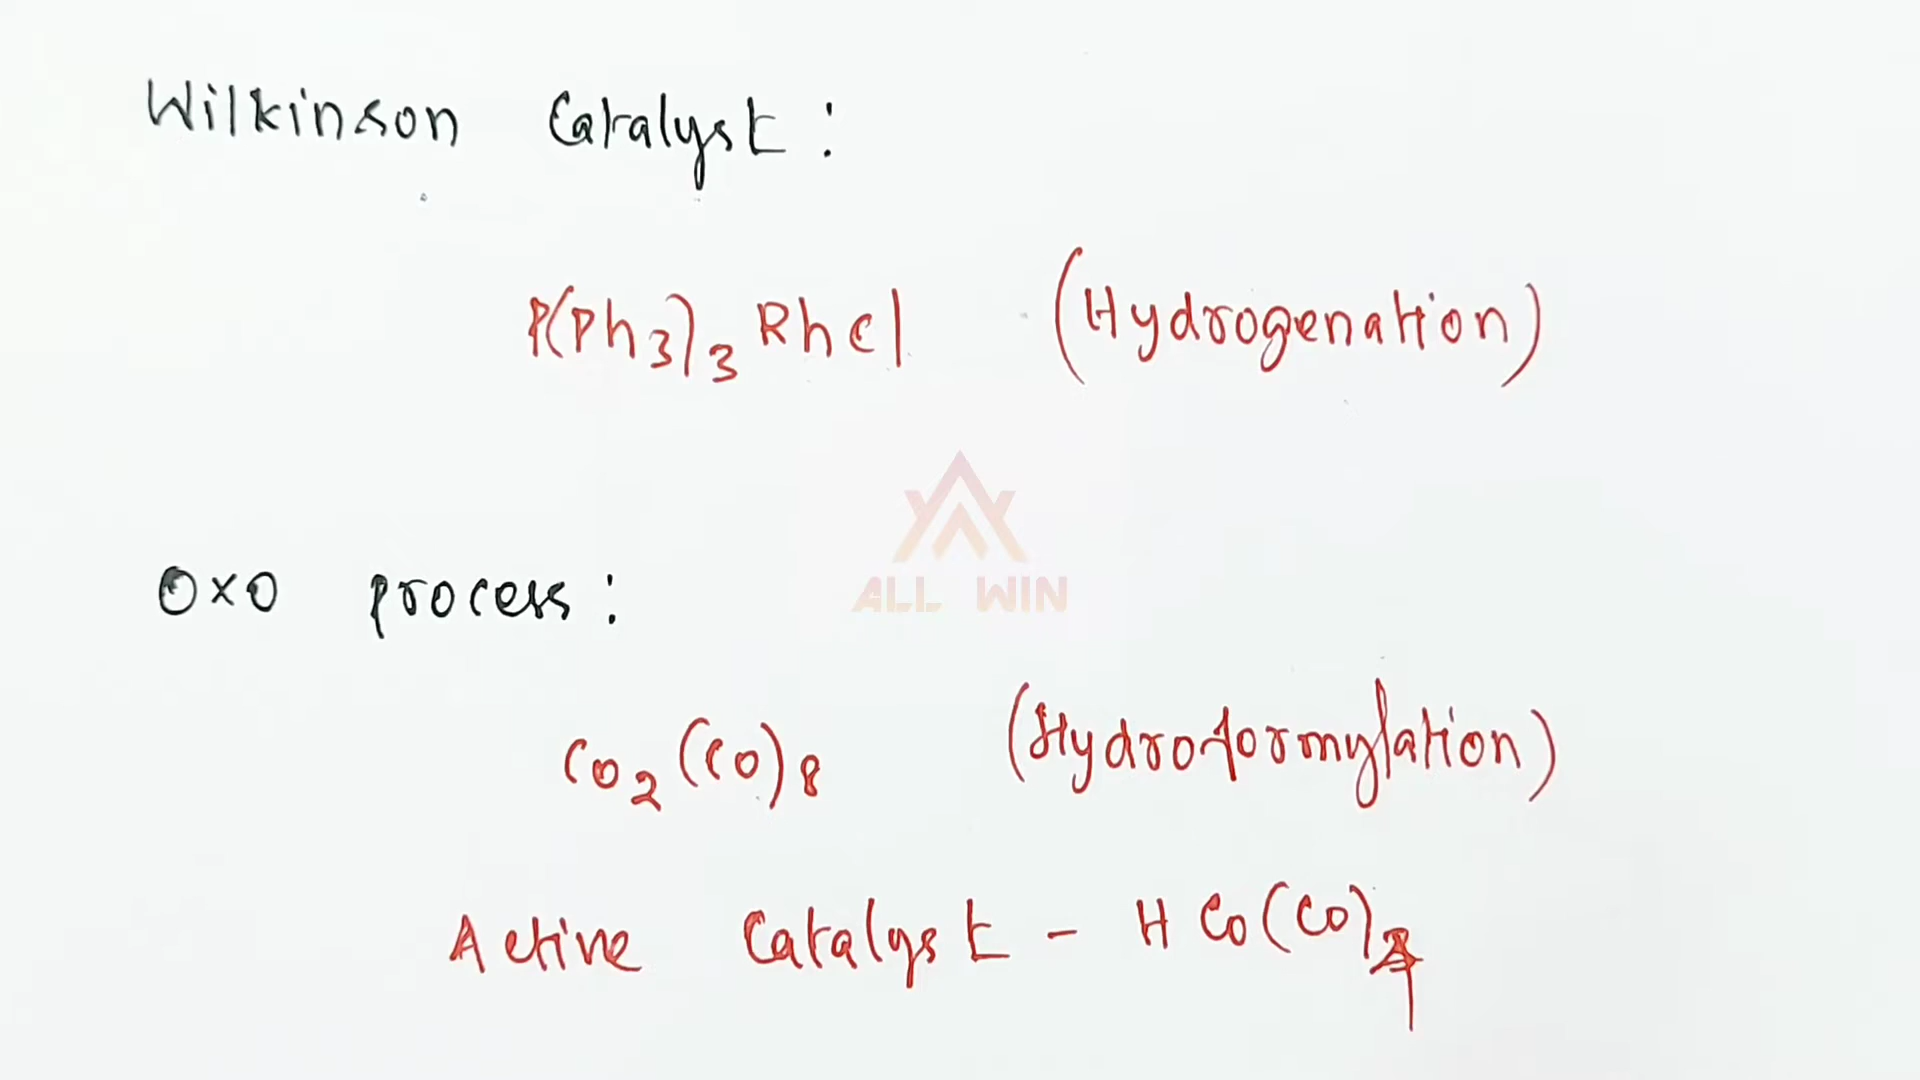 Wilkinson Catalyst :
P(Ph3)3 Rhcl (Hydrogenation)
ALL WIN
Oxo process :
Co2 (Co)8 (Hydroformylation)
Active Catalyst - H Co(CO)4